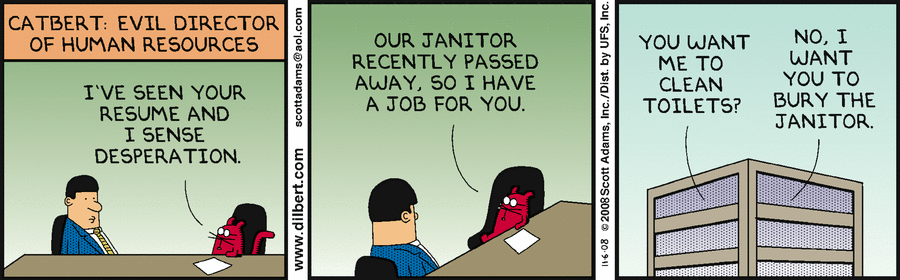 CATBERT: EVIL DIRECTOR
OF HUMAN RESOURCES
I'VE SEEN YOUR
RESUME AND
I SENSE
DESPERATION.
www.dilbert.com
scottadams@aol.com
OUR JANITOR
RECENTLY PASSED
AWAY, SO I HAVE
A JOB FOR YOU.
11-6-08 © 2008 Scott Adams, Inc./Dist. by UFS, Inc.
YOU WANT
ME TO
CLEAN
TOILETS?
NO, I
WANT
YOU TO
BURY THE
JANITOR.